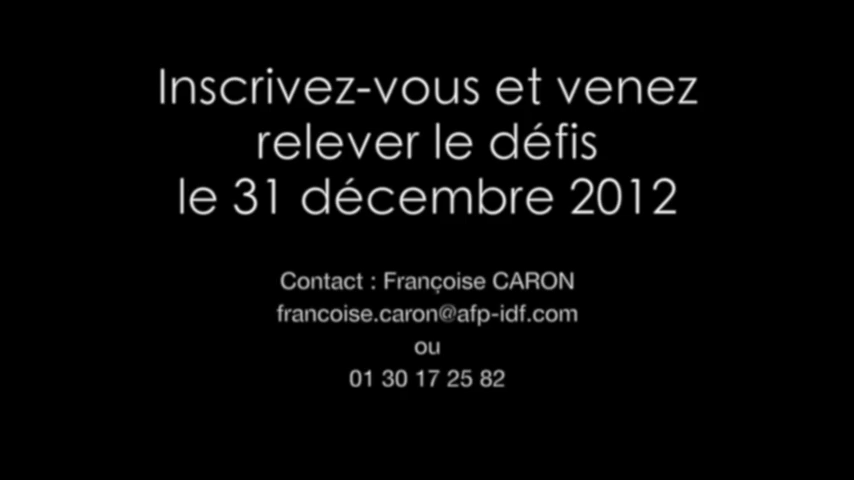 Inscrivez-vous et venez
relever le défis
le 31 décembre 2012
Contact : Françoise CARON
francoise.caron@afp-idf.com
ou
01 30 17 25 82